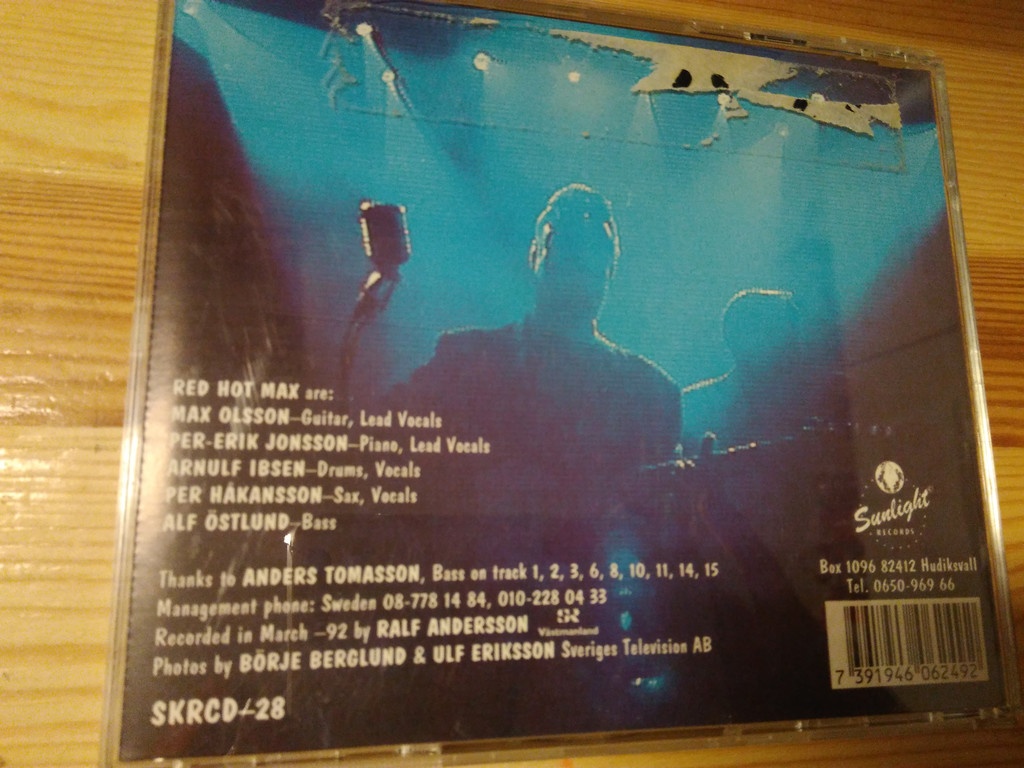 RED HOT MAX are:
MAX OLSSON–Guitar, Lead Vocals
PER-ERIK JONSSON–Piano, Lead Vocals
ARNULF IBSEN–Drums, Vocals
PER HÅKANSSON–Sax, Vocals
ALF ÖSTLUND–Bass
Thanks to ANDERS TOMASSON, Bass on track 1, 2, 3, 6, 8, 10, 11, 14, 15
Management phone: Sweden 08-778 14 84, 010-228 04 33
Recorded in March –92 by RALF ANDERSSON SR Västmanland
Photos by BÖRJE BERGLUND & ULF ERIKSSON Sveriges Television AB
SKRCD–28
Sunlight
RECORDS
Box 1096 82412 Hudiksvall
Tel. 0650-969 66
7 391946 062492